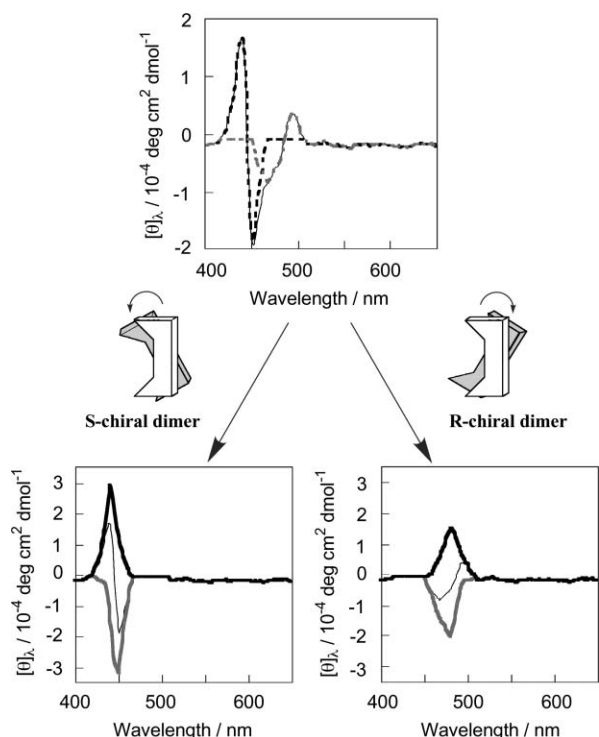 [θ]λ / 10⁻⁴ deg cm² dmol⁻¹
2
1
0
-1
-2
400 500 600
Wavelength / nm
S-chiral dimer
R-chiral dimer
[θ]λ / 10⁻⁴ deg cm² dmol⁻¹
3
2
1
0
-1
-2
-3
400 500 600
Wavelength / nm
[θ]λ / 10⁻⁴ deg cm² dmol⁻¹
3
2
1
0
-1
-2
-3
400 500 600
Wavelength / nm